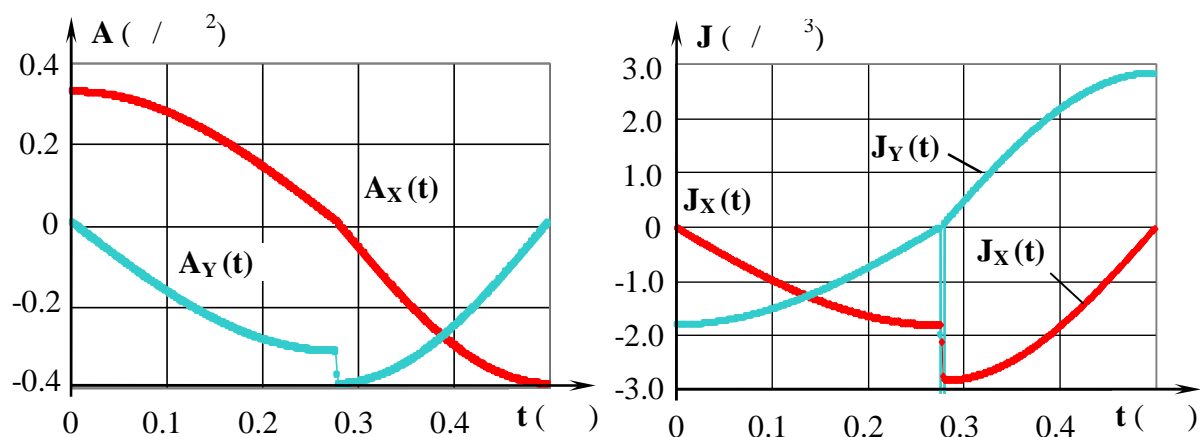 A ( / ²)
0.4
0.2
0
-0.2
-0.4
A_X (t)
A_Y (t)
0 0.1 0.2 0.3 0.4 t ( )
J ( / ³)
3.0
2.0
1.0
0
-1.0
-2.0
-3.0
J_Y (t)
J_X (t)
J_X (t)
0 0.1 0.2 0.3 0.4 t ( )